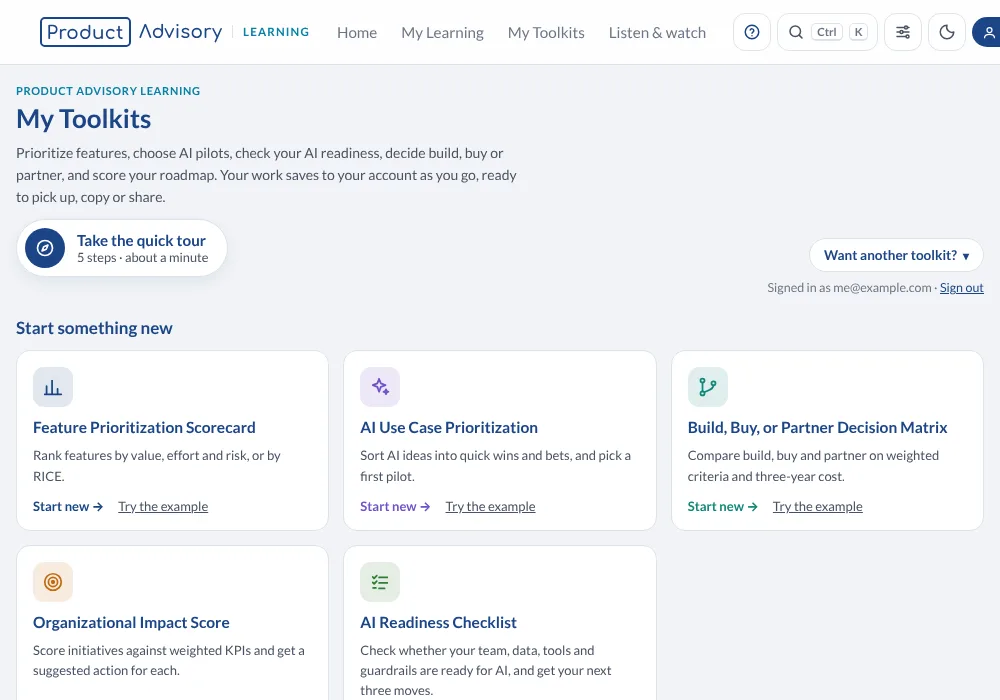 Product Advisory LEARNING Home My Learning My Toolkits Listen & watch Ctrl K
PRODUCT ADVISORY LEARNING
My Toolkits
Prioritize features, choose AI pilots, check your AI readiness, decide build, buy or
partner, and score your roadmap. Your work saves to your account as you go, ready
to pick up, copy or share.
Take the quick tour
5 steps · about a minute
Want another toolkit? ▾
Signed in as me@example.com · Sign out
Start something new
Feature Prioritization Scorecard
Rank features by value, effort and risk, or by
RICE.
Start new → Try the example
AI Use Case Prioritization
Sort AI ideas into quick wins and bets, and pick a
first pilot.
Start new → Try the example
Build, Buy, or Partner Decision Matrix
Compare build, buy and partner on weighted
criteria and three-year cost.
Start new → Try the example
Organizational Impact Score
Score initiatives against weighted KPIs and get a
suggested action for each.
AI Readiness Checklist
Check whether your team, data, tools and
guardrails are ready for AI, and get your next
three moves.